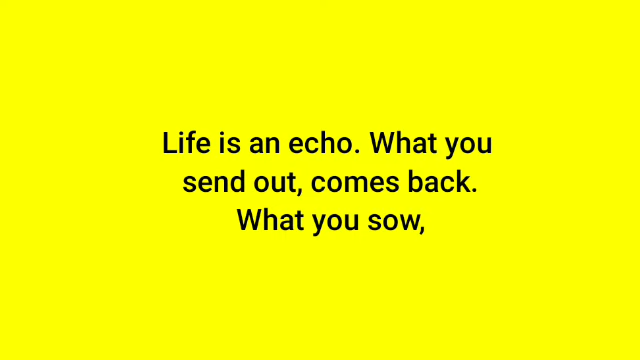 Life is an echo. What you
send out, comes back.
What you sow,